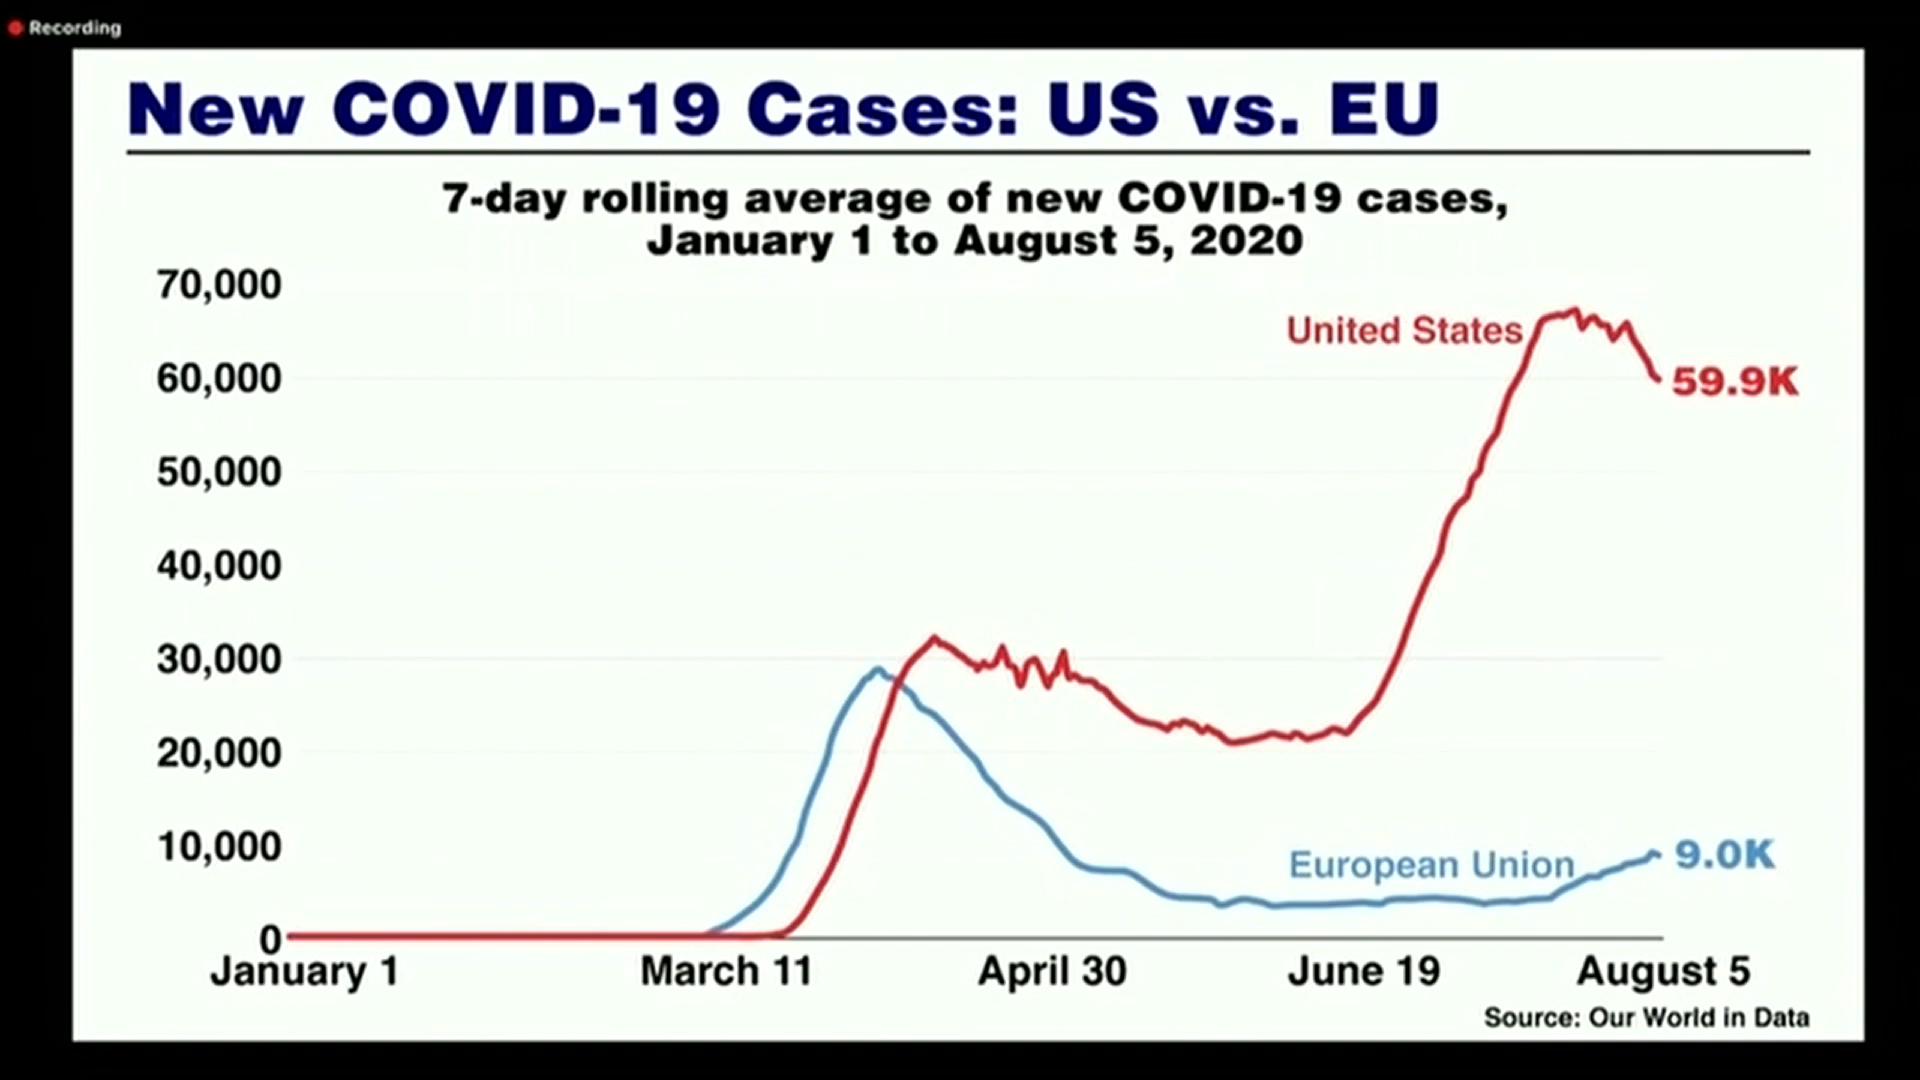 Recording
New COVID-19 Cases: US vs. EU
7-day rolling average of new COVID-19 cases,
January 1 to August 5, 2020
70,000
United States
60,000
59.9K
50,000
40,000
30,000
20,000
10,000
European Union
9.0K
0
January 1
March 11
April 30
June 19
August 5
Source: Our World in Data